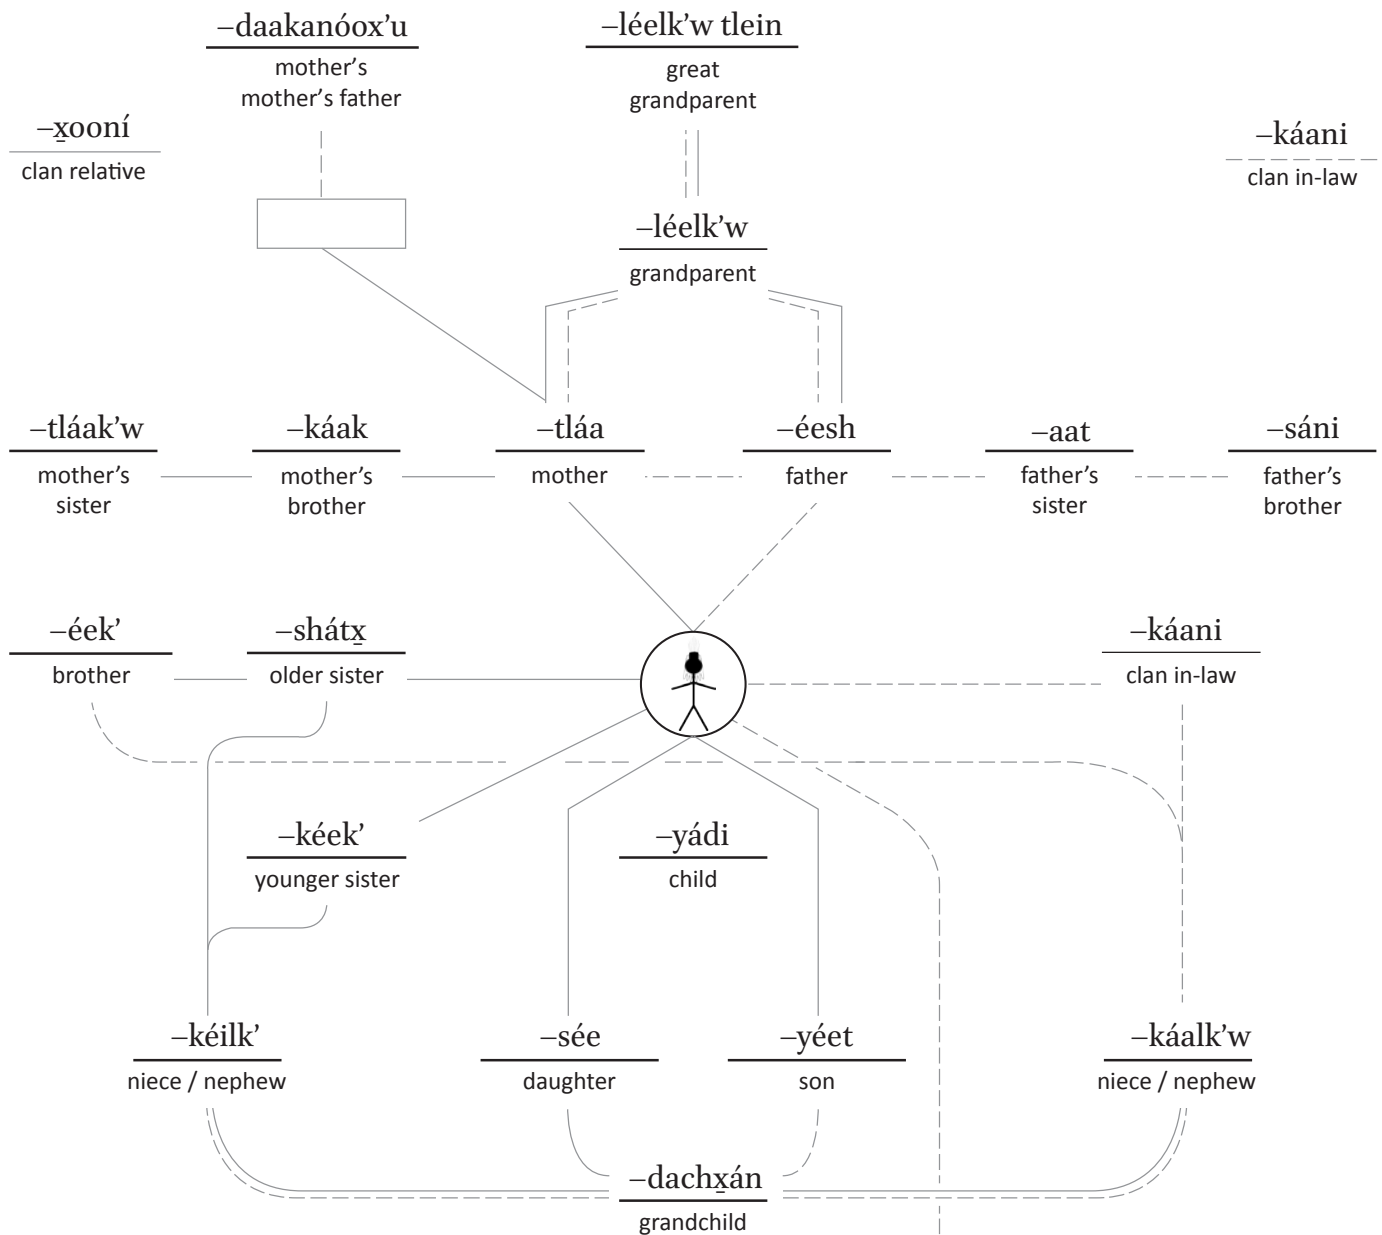 –daakanóox’u
mother’s
mother’s father
–léelk’w tlein
great
grandparent
–x̱ooní
clan relative
–káani
clan in-law
–léelk’w
grandparent
–tláak’w
mother’s
sister
–káak
mother’s
brother
–tláa
mother
–éesh
father
–aat
father’s
sister
–sáni
father’s
brother
–éek’
brother
–shátx̱
older sister
–káani
clan in-law
–kéek’
younger sister
–yádi
child
–kéilk’
niece / nephew
–sée
daughter
–yéet
son
–káalk’w
niece / nephew
–dachx̱án
grandchild